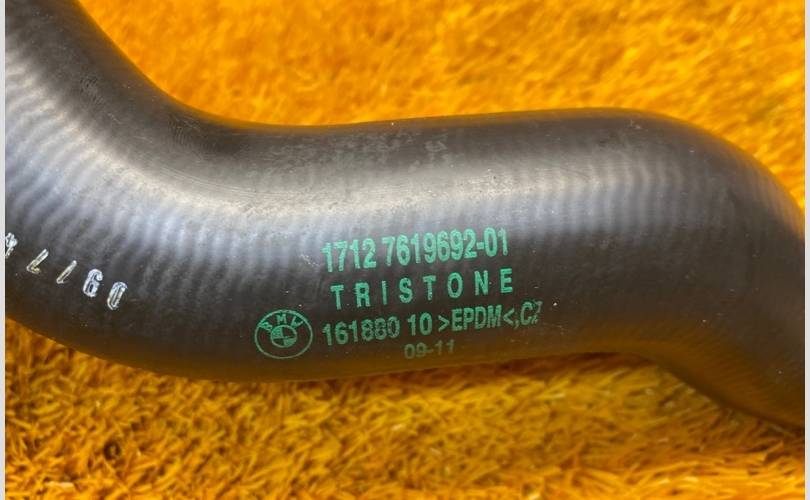 1712 7619692-01
TRISTONE
BMW
161880 10 >EPDM<,CZ
09-11